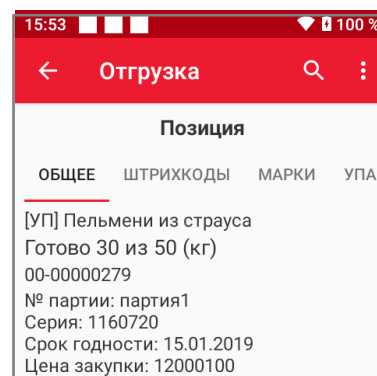 15:53 100 %
Отгрузка
Позиция
ОБЩЕЕ ШТРИХКОДЫ МАРКИ УПА
[УП] Пельмени из страуса
Готово 30 из 50 (кг)
00-00000279
№ партии: партия1
Серия: 1160720
Срок годности: 15.01.2019
Цена закупки: 12000100